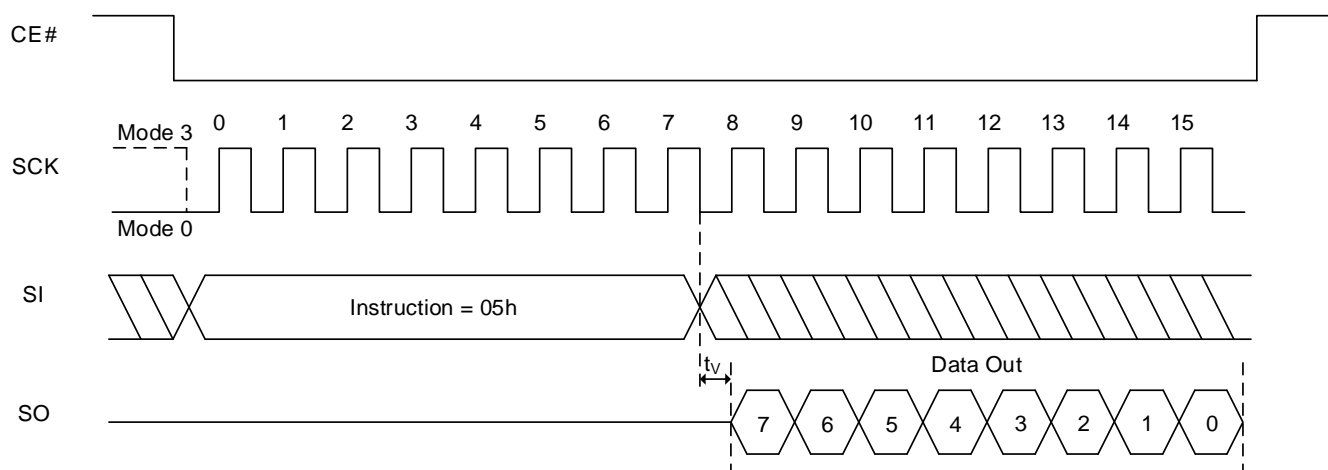 CE#
0 1 2 3 4 5 6 7 8 9 10 11 12 13 14 15
Mode 3
SCK
Mode 0
SI
Instruction = 05h
tV
Data Out
SO
7 6 5 4 3 2 1 0